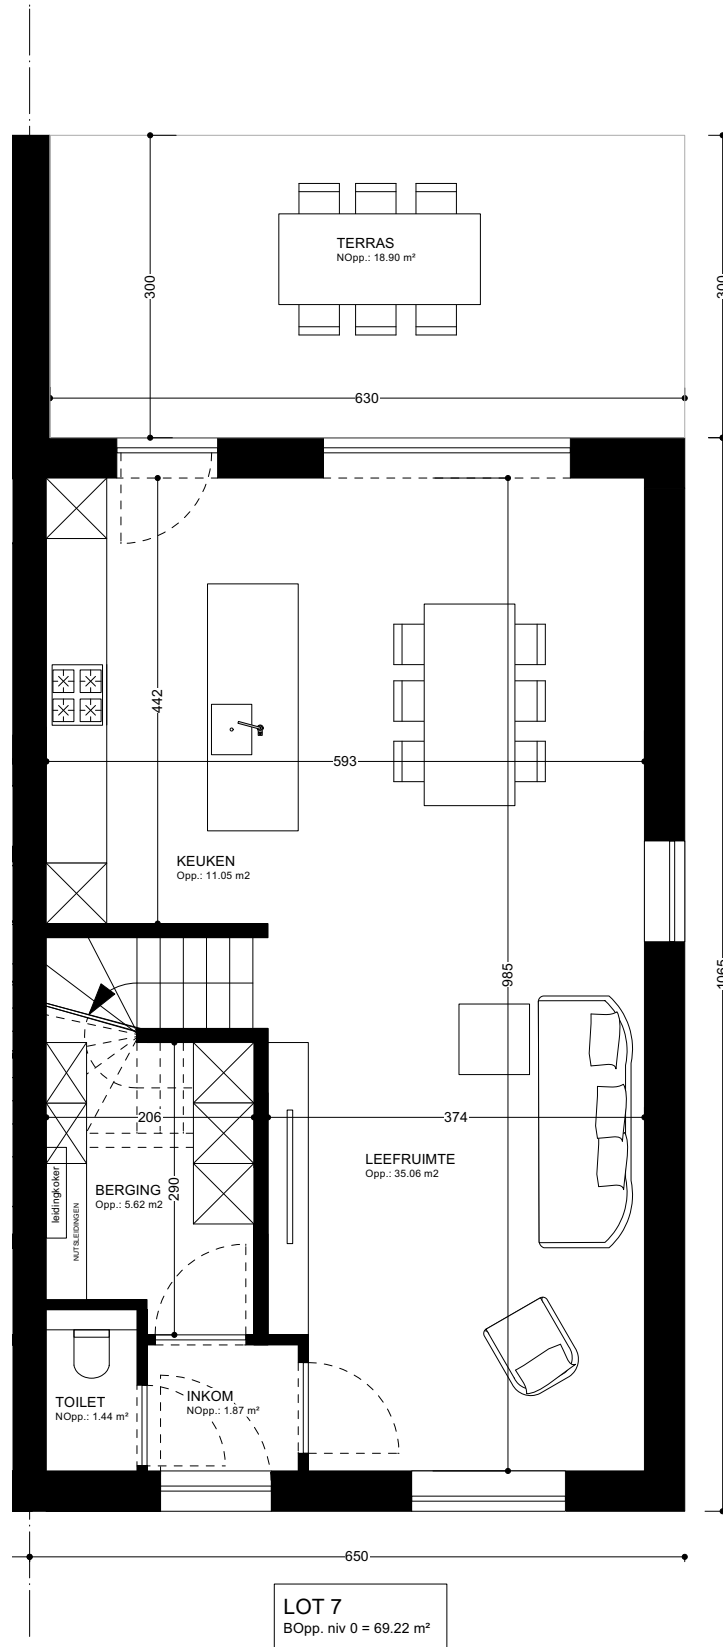 TERRAS
NOpp.: 18.90 m²
300
300
630
442
593
KEUKEN
Opp.: 11.05 m2
985
1065
206
374
LEEFRUIMTE
Opp.: 35.06 m2
leidingkoker
NUTSLEIDINGEN
BERGING
Opp.: 5.62 m2
290
TOILET
NOpp.: 1.44 m²
INKOM
NOpp.: 1.87 m²
650
LOT 7
BOpp. niv 0 = 69.22 m²